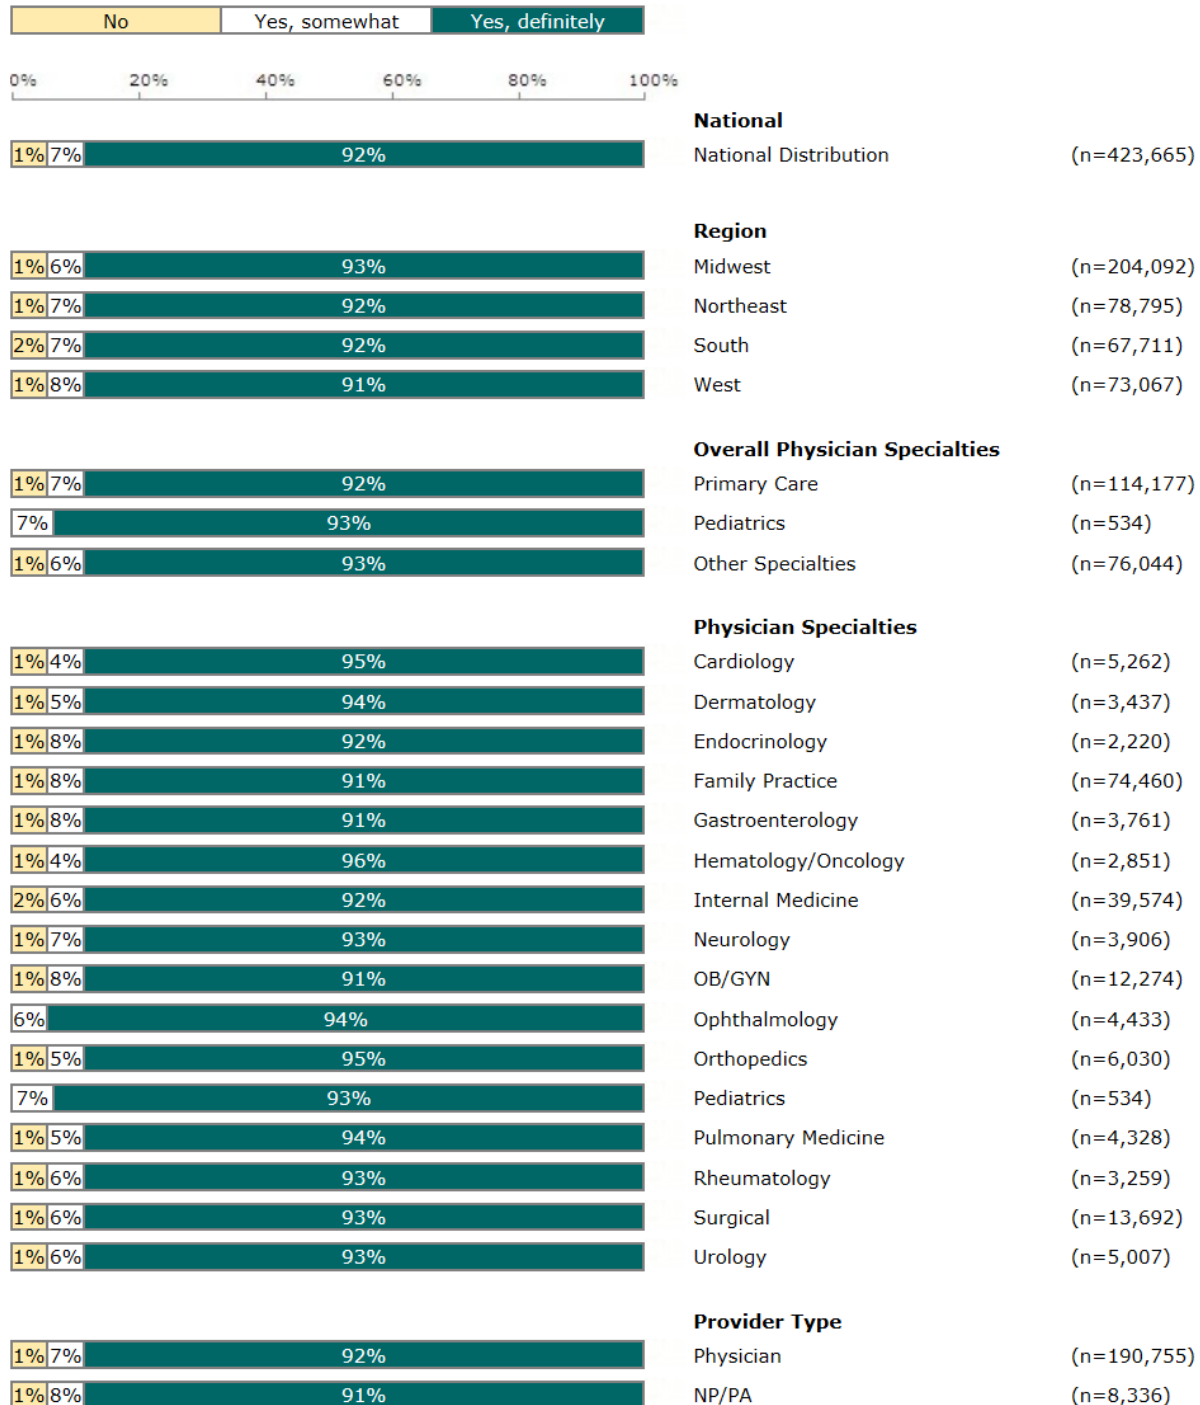 No Yes, somewhat Yes, definitely
0% 20% 40% 60% 80% 100%
National
1% 7% 92% National Distribution (n=423,665)
Region
1% 6% 93% Midwest (n=204,092)
1% 7% 92% Northeast (n=78,795)
2% 7% 92% South (n=67,711)
1% 8% 91% West (n=73,067)
Overall Physician Specialties
1% 7% 92% Primary Care (n=114,177)
7% 93% Pediatrics (n=534)
1% 6% 93% Other Specialties (n=76,044)
Physician Specialties
1% 4% 95% Cardiology (n=5,262)
1% 5% 94% Dermatology (n=3,437)
1% 8% 92% Endocrinology (n=2,220)
1% 8% 91% Family Practice (n=74,460)
1% 8% 91% Gastroenterology (n=3,761)
1% 4% 96% Hematology/Oncology (n=2,851)
2% 6% 92% Internal Medicine (n=39,574)
1% 7% 93% Neurology (n=3,906)
1% 8% 91% OB/GYN (n=12,274)
6% 94% Ophthalmology (n=4,433)
1% 5% 95% Orthopedics (n=6,030)
7% 93% Pediatrics (n=534)
1% 5% 94% Pulmonary Medicine (n=4,328)
1% 6% 93% Rheumatology (n=3,259)
1% 6% 93% Surgical (n=13,692)
1% 6% 93% Urology (n=5,007)
Provider Type
1% 7% 92% Physician (n=190,755)
1% 8% 91% NP/PA (n=8,336)